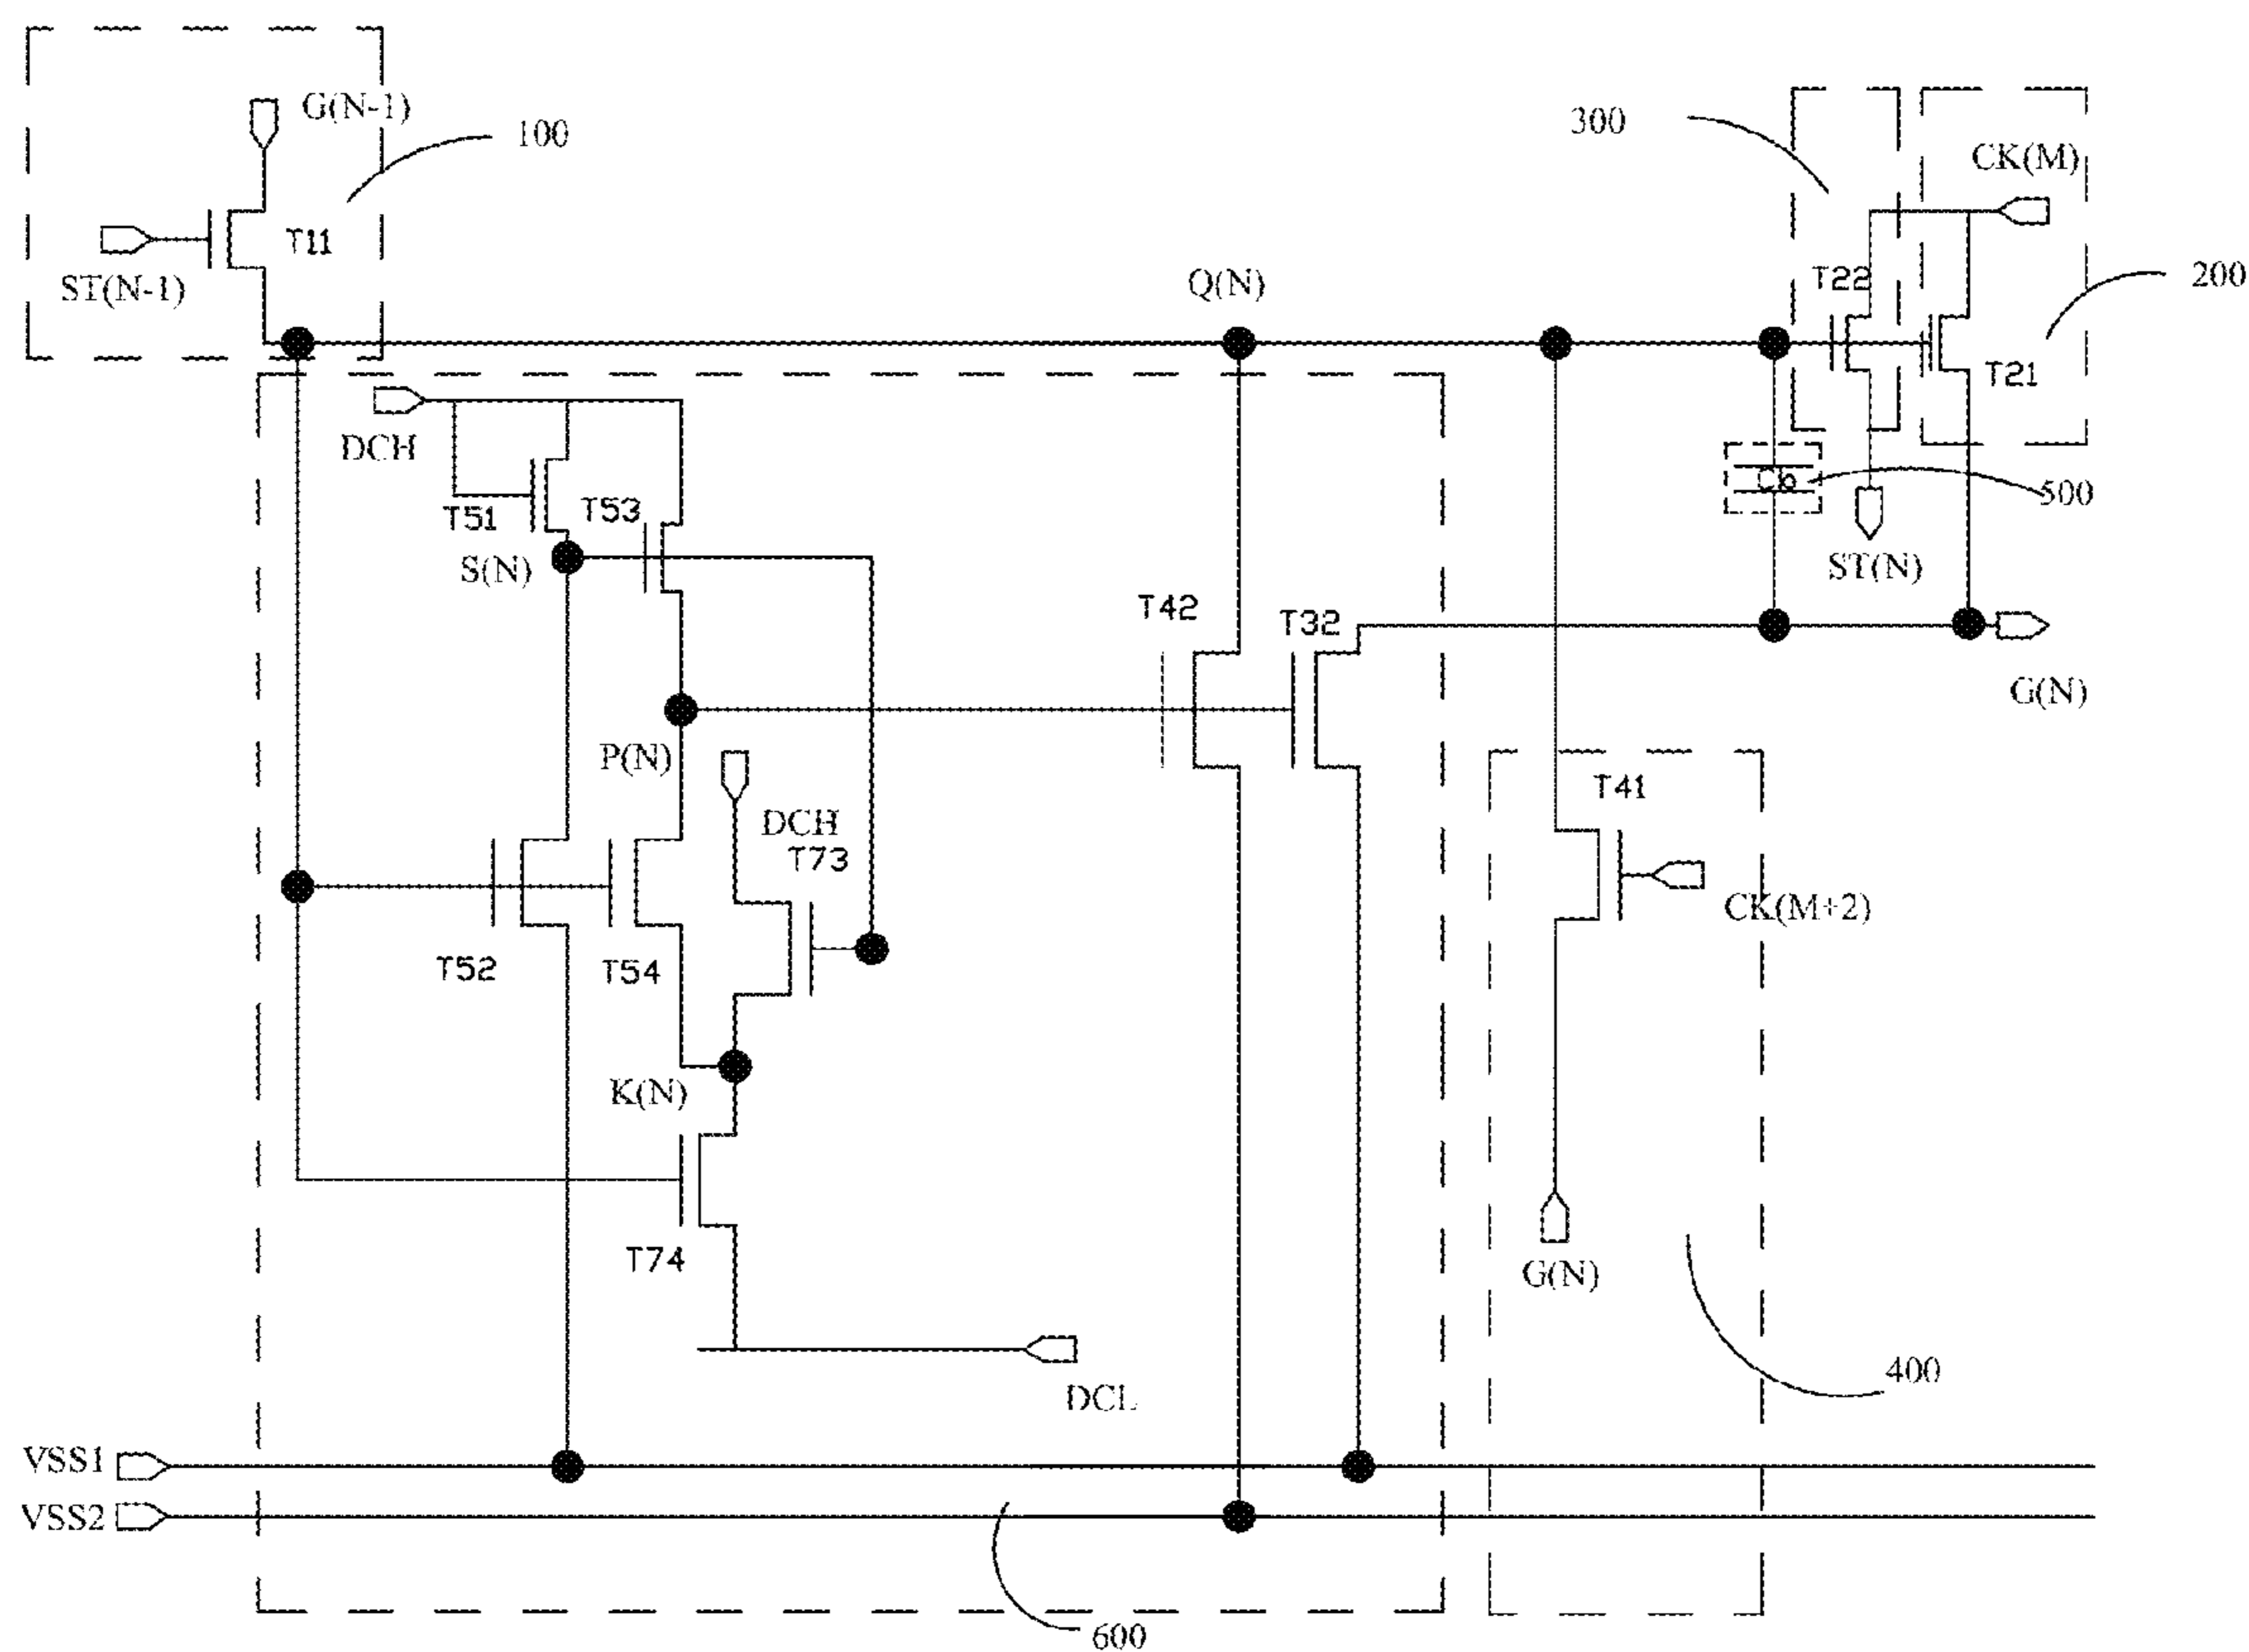 G(N-1)
100
300
CK(M)
T11
ST(N-1)
Q(N)
T22
200
T21
DCH
Cb
500
T51
T53
S(N)
ST(N)
T42
T32
G(N)
P(N)
T41
DCH
T73
CK(M+2)
T52
T54
K(N)
T74
G(N)
400
DCL
VSS1
VSS2
600